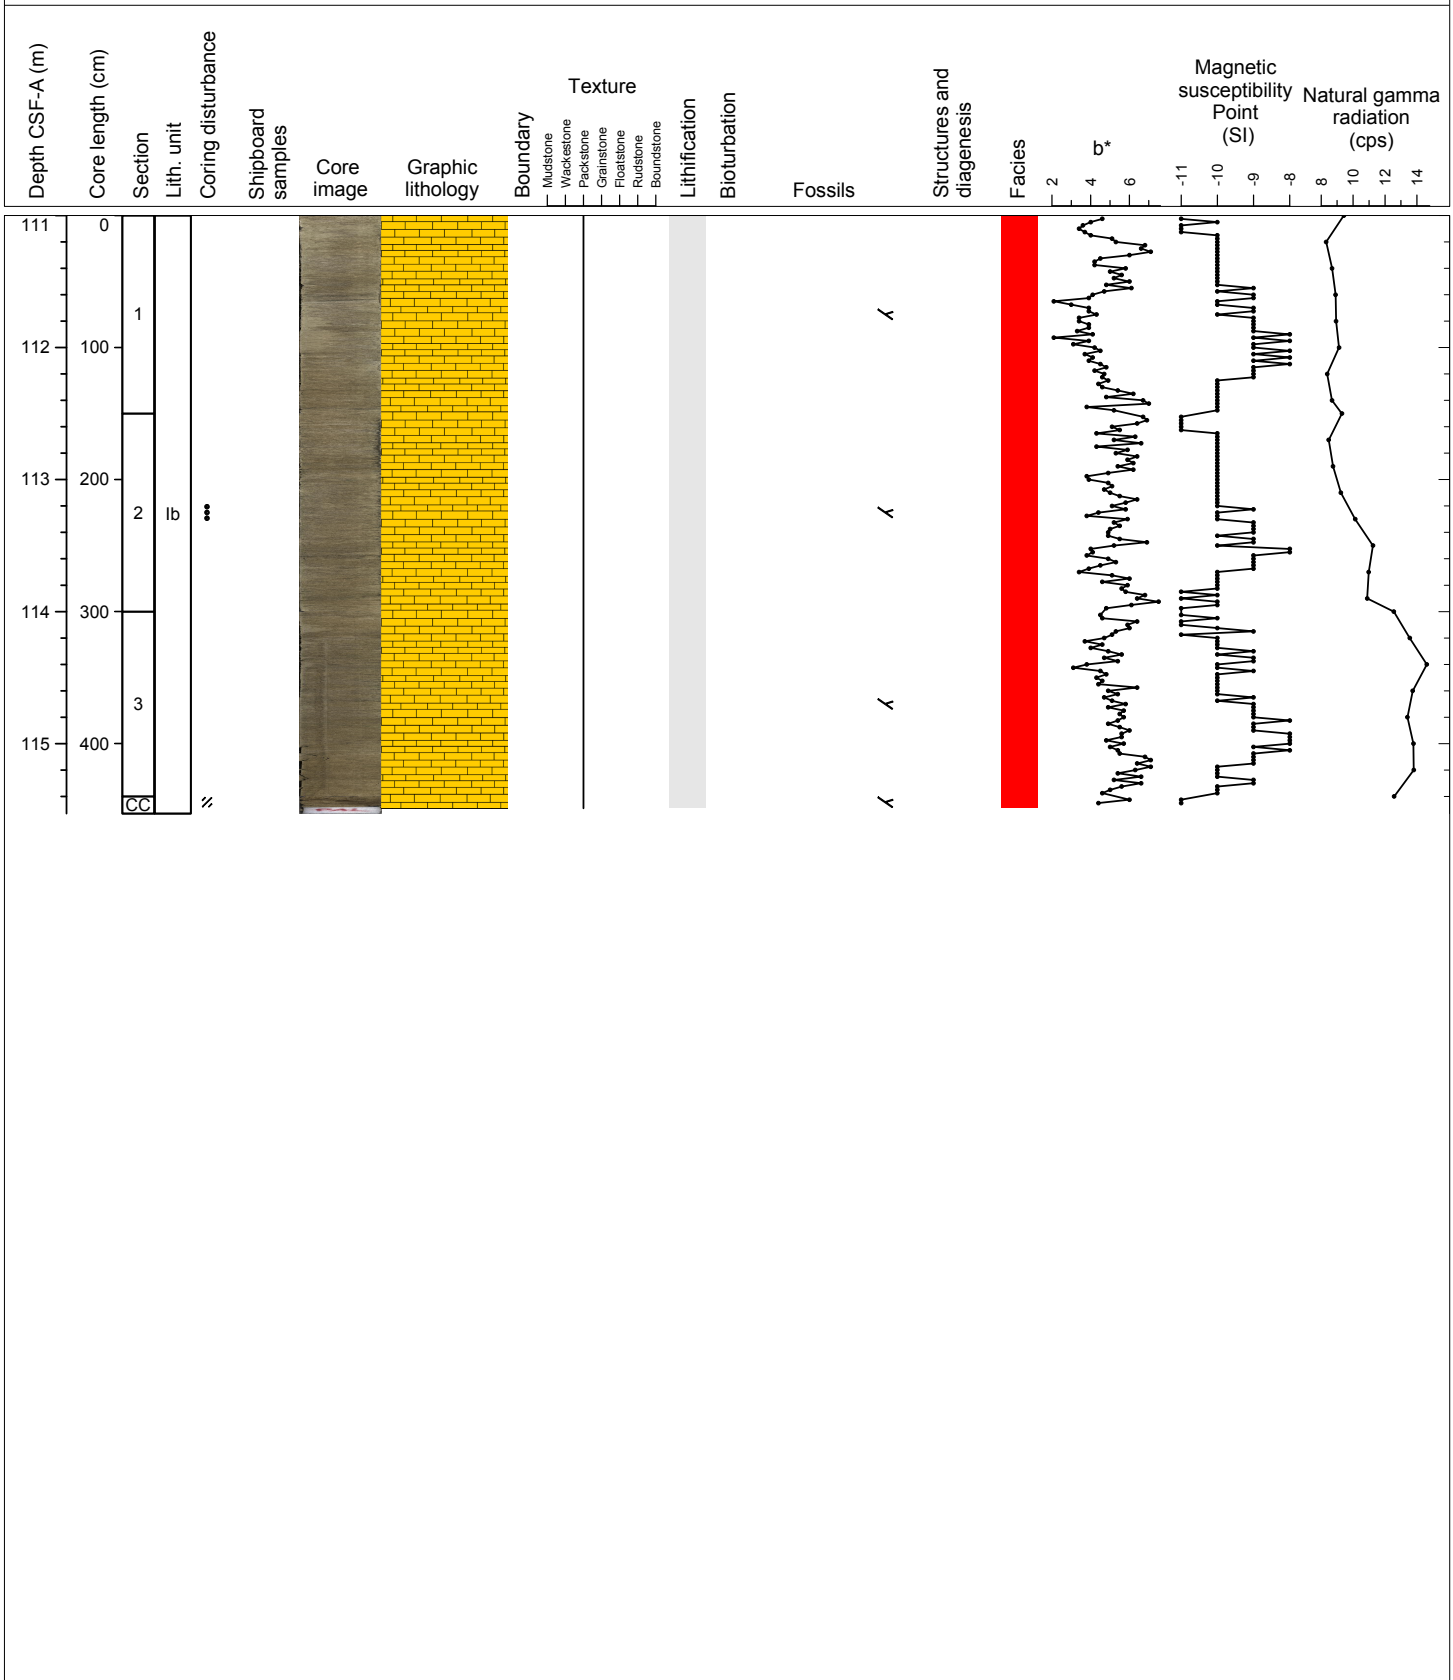 Depth CSF-A (m)
Core length (cm)
Section
Lith. unit
Coring disturbance
Shipboard
samples
Core
image
Graphic
lithology
Boundary
Texture
Mudstone
Wackestone
Packstone
Grainstone
Floatstone
Rudstone
Boundstone
Lithification
Bioturbation
Fossils
Structures and
diagenesis
Facies
b*
2 4 6
Magnetic
susceptibility
Point
(SI)
-11 -10 -9 -8
Natural gamma
radiation
(cps)
8 10 12 14
111 0
1
112 100
113 200
2 Ib
114 300
3
115 400
CC